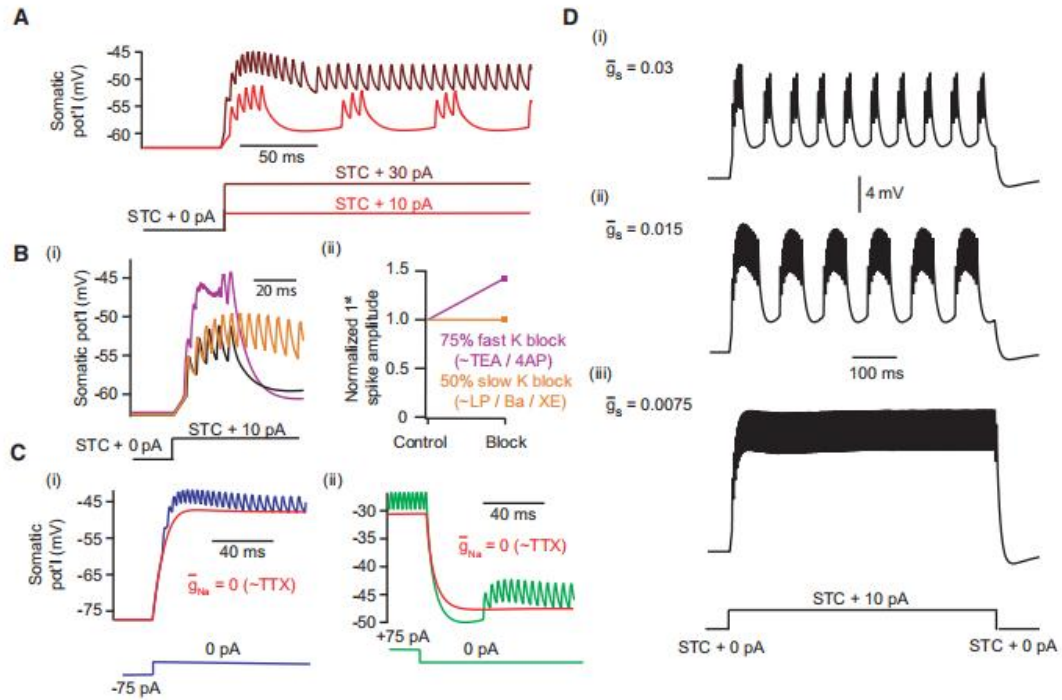 A
Somatic
pot'l (mV)
-45
-50
-55
-60
50 ms
STC + 30 pA
STC + 0 pA
STC + 10 pA
B
(i)
Somatic pot'l (mV)
-45
-50
-55
-60
20 ms
STC + 0 pA
STC + 10 pA
(ii)
Normalized 1st
spike amplitude
1.5
1.0
0.5
0
75% fast K block
(~TEA / 4AP)
50% slow K block
(~LP / Ba / XE)
Control
Block
C
(i)
Somatic
pot'l (mV)
-45
-55
-65
-75
40 ms
g̅Na = 0 (~TTX)
0 pA
-75 pA
(ii)
-30
-35
-40
-45
-50
40 ms
g̅Na = 0 (~TTX)
+75 pA
0 pA
D
(i)
g̅s = 0.03
4 mV
(ii)
g̅s = 0.015
100 ms
(iii)
g̅s = 0.0075
STC + 10 pA
STC + 0 pA
STC + 0 pA